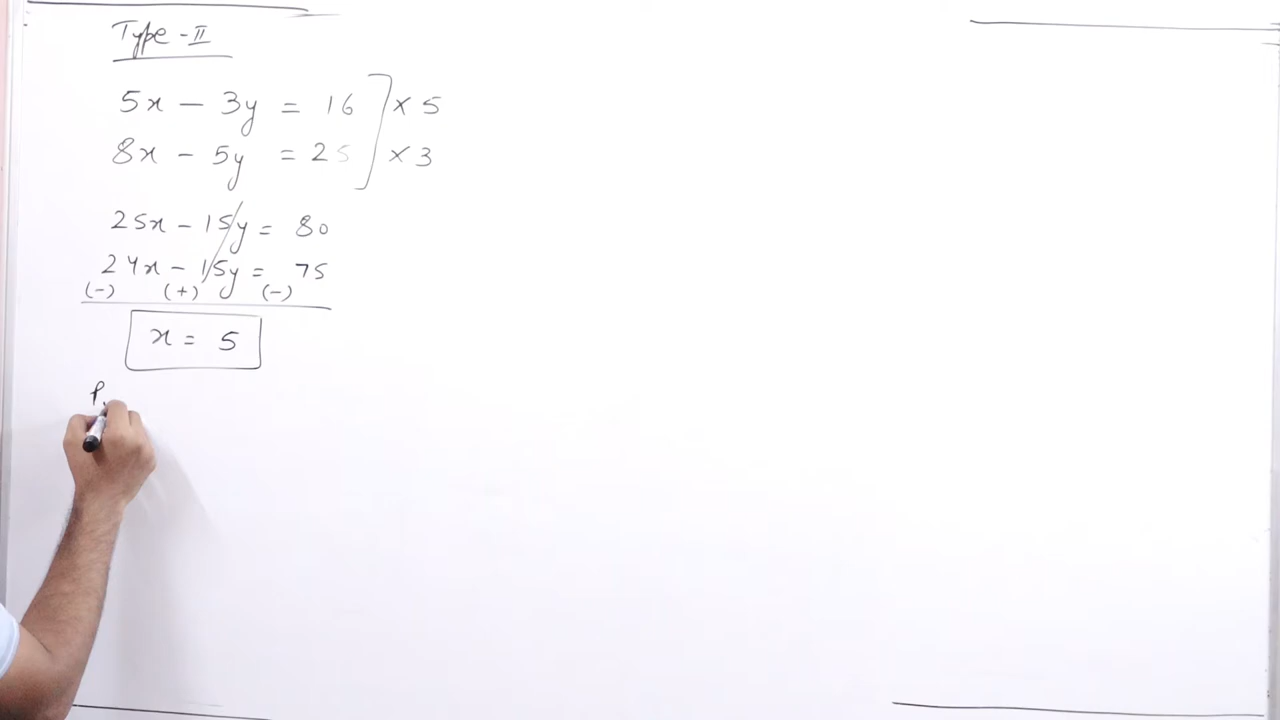 Type - II
5x - 3y = 16 ] × 5
8x - 5y = 25 ] × 3
25x - 15y = 80
24x - 15y = 75
(-) (+) (-)
x = 5
P